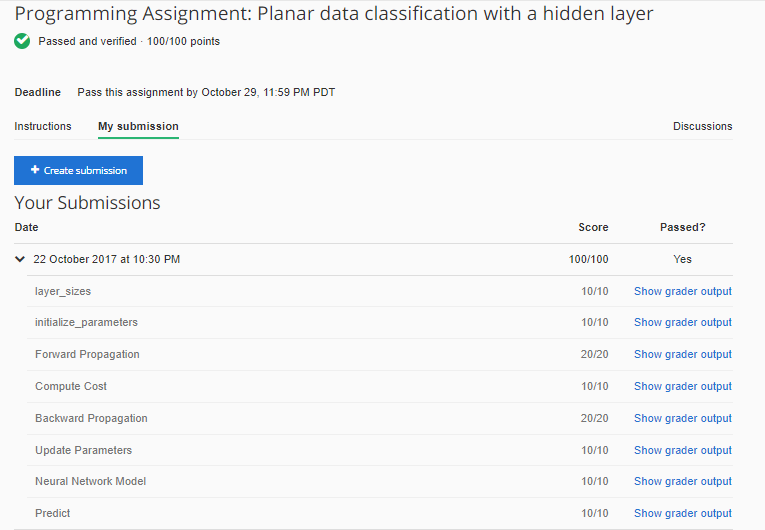 Programming Assignment: Planar data classification with a hidden layer
Passed and verified · 100/100 points
Deadline Pass this assignment by October 29, 11:59 PM PDT
Instructions My submission Discussions
+ Create submission
Your Submissions
Date Score Passed?
22 October 2017 at 10:30 PM 100/100 Yes
layer_sizes 10/10 Show grader output
initialize_parameters 10/10 Show grader output
Forward Propagation 20/20 Show grader output
Compute Cost 10/10 Show grader output
Backward Propagation 20/20 Show grader output
Update Parameters 10/10 Show grader output
Neural Network Model 10/10 Show grader output
Predict 10/10 Show grader output